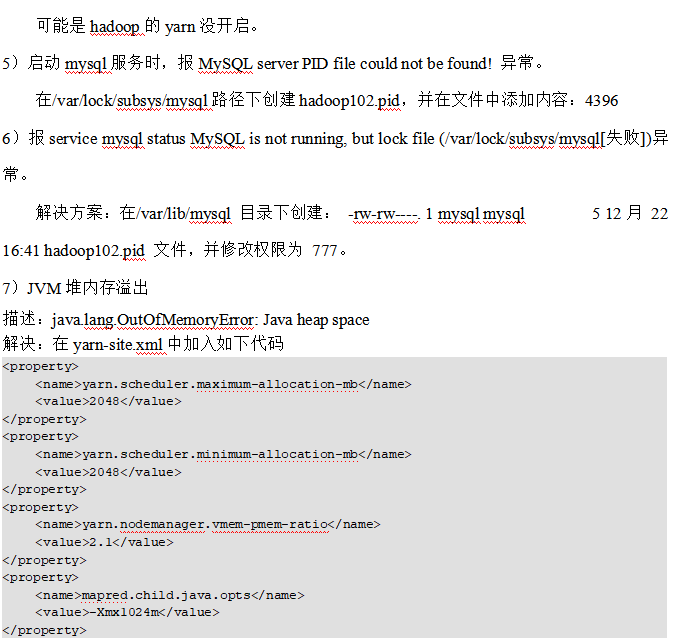 可能是 hadoop 的 yarn 没开启。
5）启动 mysql 服务时，报 MySQL server PID file could not be found! 异常。
在/var/lock/subsys/mysql 路径下创建 hadoop102.pid，并在文件中添加内容：4396
6）报 service mysql status MySQL is not running, but lock file (/var/lock/subsys/mysql[失败])异
常。
解决方案：在/var/lib/mysql 目录下创建： -rw-rw----. 1 mysql mysql 5 12 月 22
16:41 hadoop102.pid 文件，并修改权限为 777。
7）JVM 堆内存溢出
描述：java.lang.OutOfMemoryError: Java heap space
解决：在 yarn-site.xml 中加入如下代码
<property>
    <name>yarn.scheduler.maximum-allocation-mb</name>
    <value>2048</value>
</property>
<property>
    <name>yarn.scheduler.minimum-allocation-mb</name>
    <value>2048</value>
</property>
<property>
    <name>yarn.nodemanager.vmem-pmem-ratio</name>
    <value>2.1</value>
</property>
<property>
    <name>mapred.child.java.opts</name>
    <value>-Xmx1024m</value>
</property>